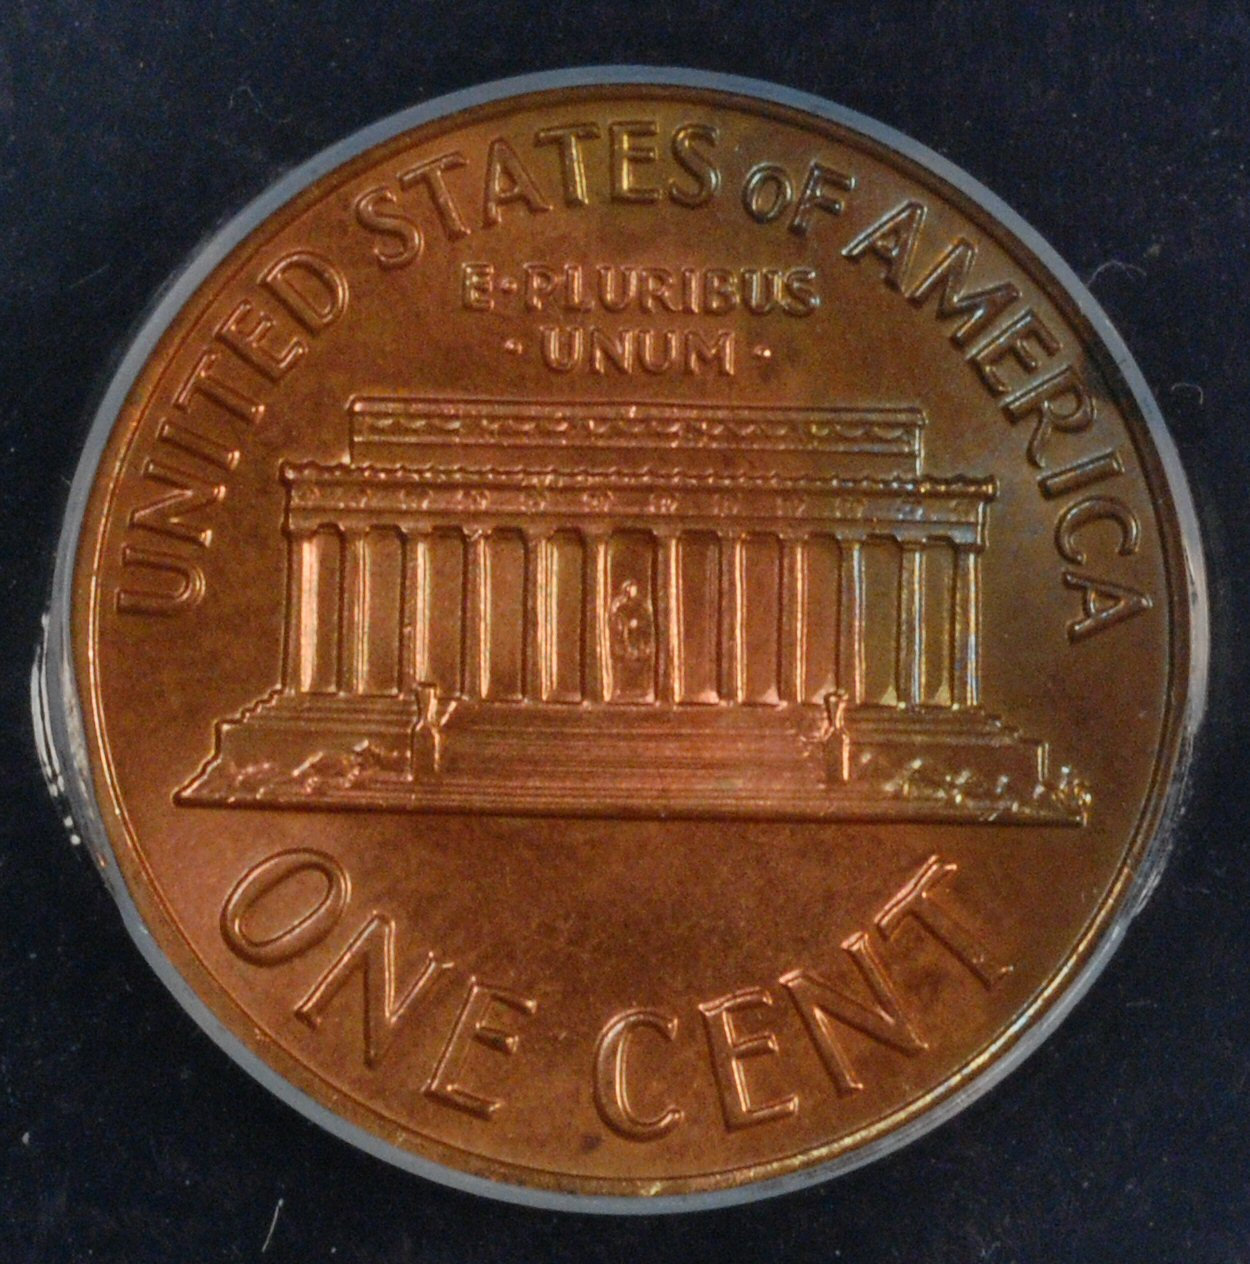 UNITED STATES OF AMERICA
E·PLURIBUS
· UNUM ·
ONE CENT